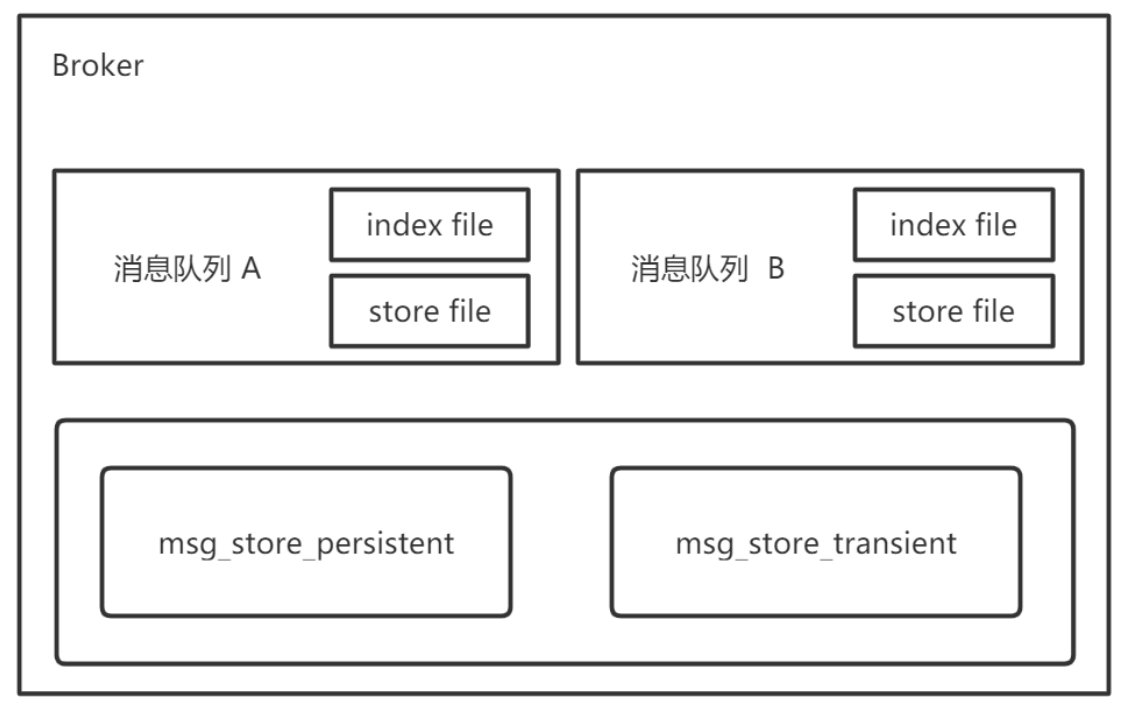 Broker
消息队列 A
index file
store file
消息队列 B
index file
store file
msg_store_persistent
msg_store_transient